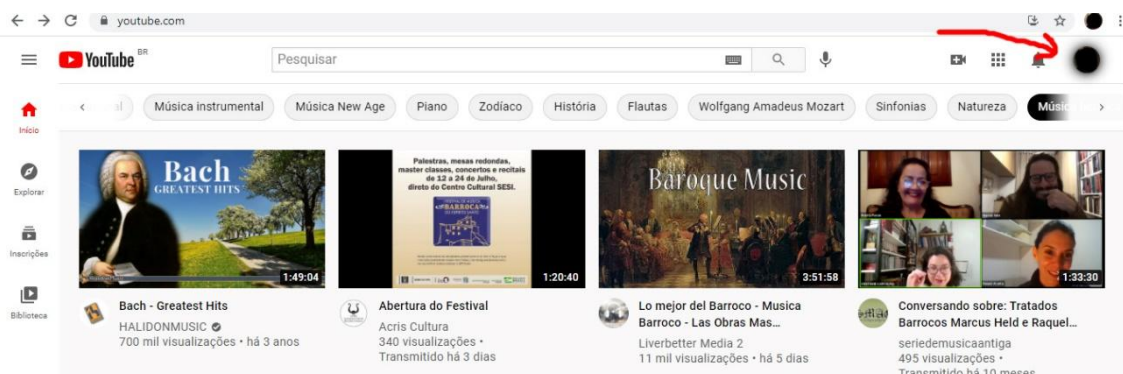 youtube.com
YouTube BR
Pesquisar
Música instrumental
Música New Age
Piano
Zodíaco
História
Flautas
Wolfgang Amadeus Mozart
Sinfonias
Natureza
Início
Explorar
Inscrições
Biblioteca
Bach
GREATEST HITS
1:49:04
Palestras, mesas redondas,
master classes, concertos e recitais
de 12 a 24 de Julho,
direto do Centro Cultural SESI.
BARROCA
1:20:40
Baroque Music
3:51:58
1:33:30
Bach - Greatest Hits
HALIDONMUSIC
700 mil visualizações • há 3 anos
Abertura do Festival
Acris Cultura
340 visualizações •
Transmitido há 3 dias
Lo mejor del Barroco - Musica
Barroco - Las Obras Mas...
Liverbetter Media 2
11 mil visualizações • há 5 dias
Conversando sobre: Tratados
Barrocos Marcus Held e Raquel...
seriedemusicaantiga
495 visualizações •
Transmitido há 10 meses